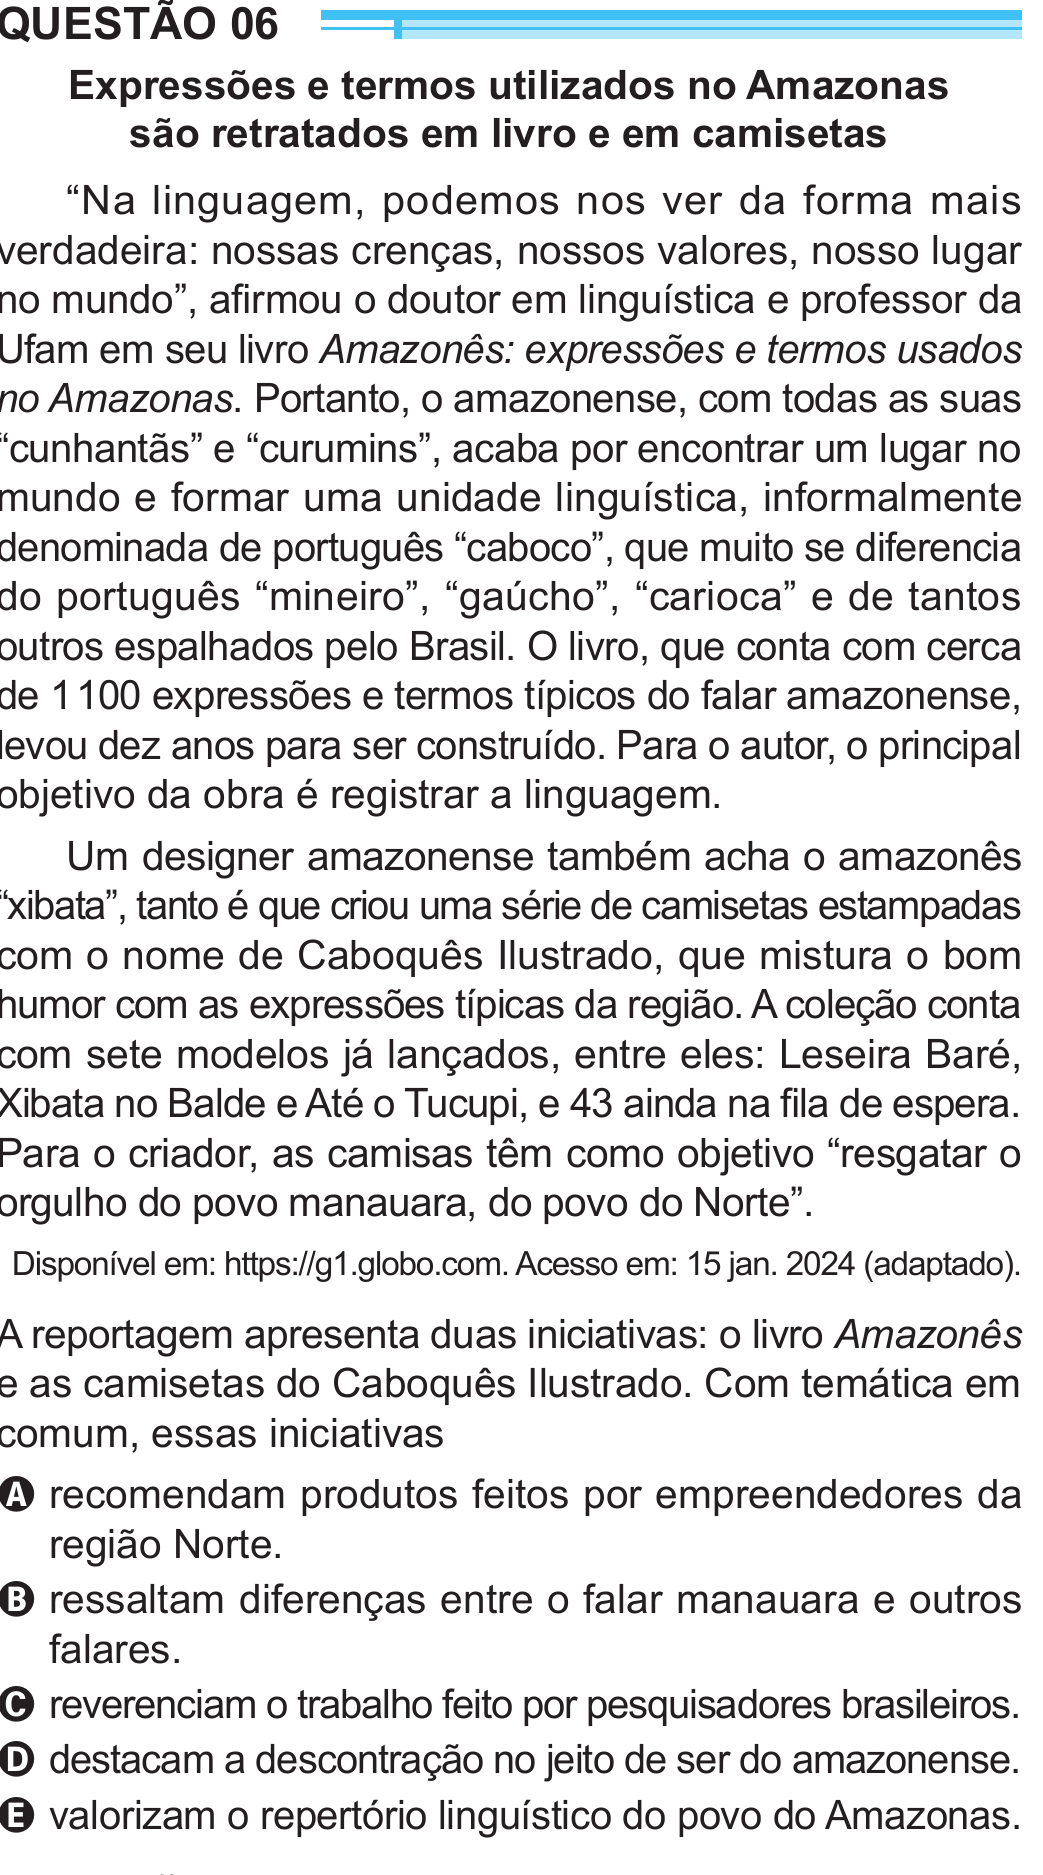 QUESTÃO 06
Expressões e termos utilizados no Amazonas
são retratados em livro e em camisetas
“Na linguagem, podemos nos ver da forma mais
verdadeira: nossas crenças, nossos valores, nosso lugar
no mundo”, afirmou o doutor em linguística e professor da
Ufam em seu livro Amazonês: expressões e termos usados
no Amazonas. Portanto, o amazonense, com todas as suas
“cunhantãs” e “curumins”, acaba por encontrar um lugar no
mundo e formar uma unidade linguística, informalmente
denominada de português “caboco”, que muito se diferencia
do português “mineiro”, “gaúcho”, “carioca” e de tantos
outros espalhados pelo Brasil. O livro, que conta com cerca
de 1 100 expressões e termos típicos do falar amazonense,
levou dez anos para ser construído. Para o autor, o principal
objetivo da obra é registrar a linguagem.
Um designer amazonense também acha o amazonês
“xibata”, tanto é que criou uma série de camisetas estampadas
com o nome de Caboquês Ilustrado, que mistura o bom
humor com as expressões típicas da região. A coleção conta
com sete modelos já lançados, entre eles: Leseira Baré,
Xibata no Balde e Até o Tucupi, e 43 ainda na fila de espera.
Para o criador, as camisas têm como objetivo “resgatar o
orgulho do povo manauara, do povo do Norte”.
Disponível em: https://g1.globo.com. Acesso em: 15 jan. 2024 (adaptado).
A reportagem apresenta duas iniciativas: o livro Amazonês
e as camisetas do Caboquês Ilustrado. Com temática em
comum, essas iniciativas
A recomendam produtos feitos por empreendedores da
região Norte.
B ressaltam diferenças entre o falar manauara e outros
falares.
C reverenciam o trabalho feito por pesquisadores brasileiros.
D destacam a descontração no jeito de ser do amazonense.
E valorizam o repertório linguístico do povo do Amazonas.